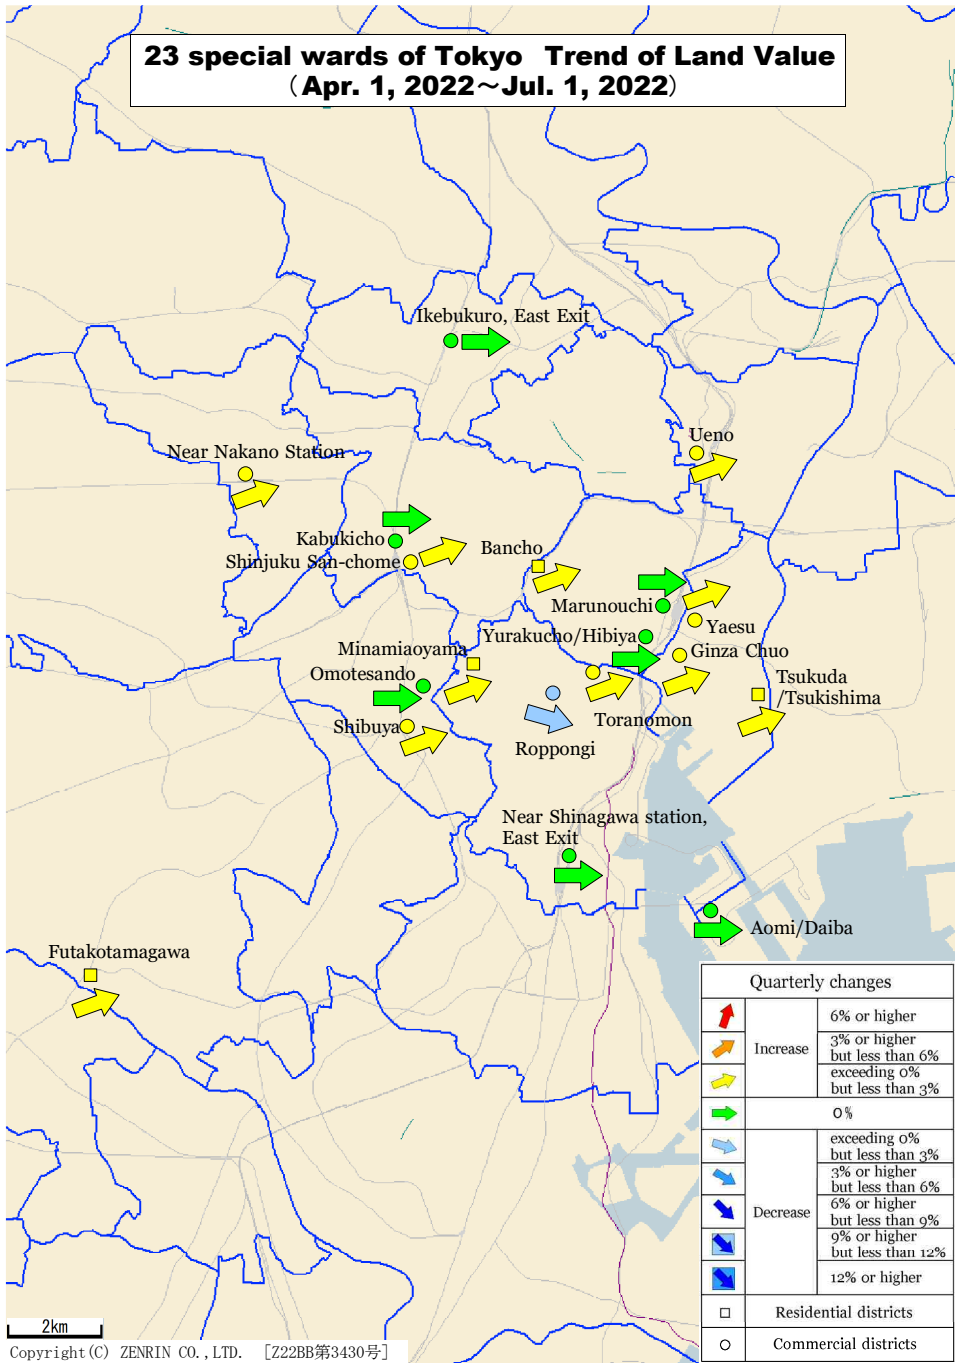 23 special wards of Tokyo Trend of Land Value
(Apr. 1, 2022～Jul. 1, 2022)
Ikebukuro, East Exit
Ueno
Near Nakano Station
Kabukicho
Shinjuku San-chome
Bancho
Marunouchi
Yaesu
Yurakucho/Hibiya
Ginza Chuo
Minamiaoyama
Omotesando
Tsukuda
/Tsukishima
Shibuya
Toranomon
Roppongi
Near Shinagawa station,
East Exit
Aomi/Daiba
Futakotamagawa
Quarterly changes
Increase
6% or higher
3% or higher
but less than 6%
exceeding 0%
but less than 3%
0%
Decrease
exceeding 0%
but less than 3%
3% or higher
but less than 6%
6% or higher
but less than 9%
9% or higher
but less than 12%
12% or higher
Residential districts
Commercial districts
2km
Copyright(C) ZENRIN CO.,LTD. [Z22BB第3430号]